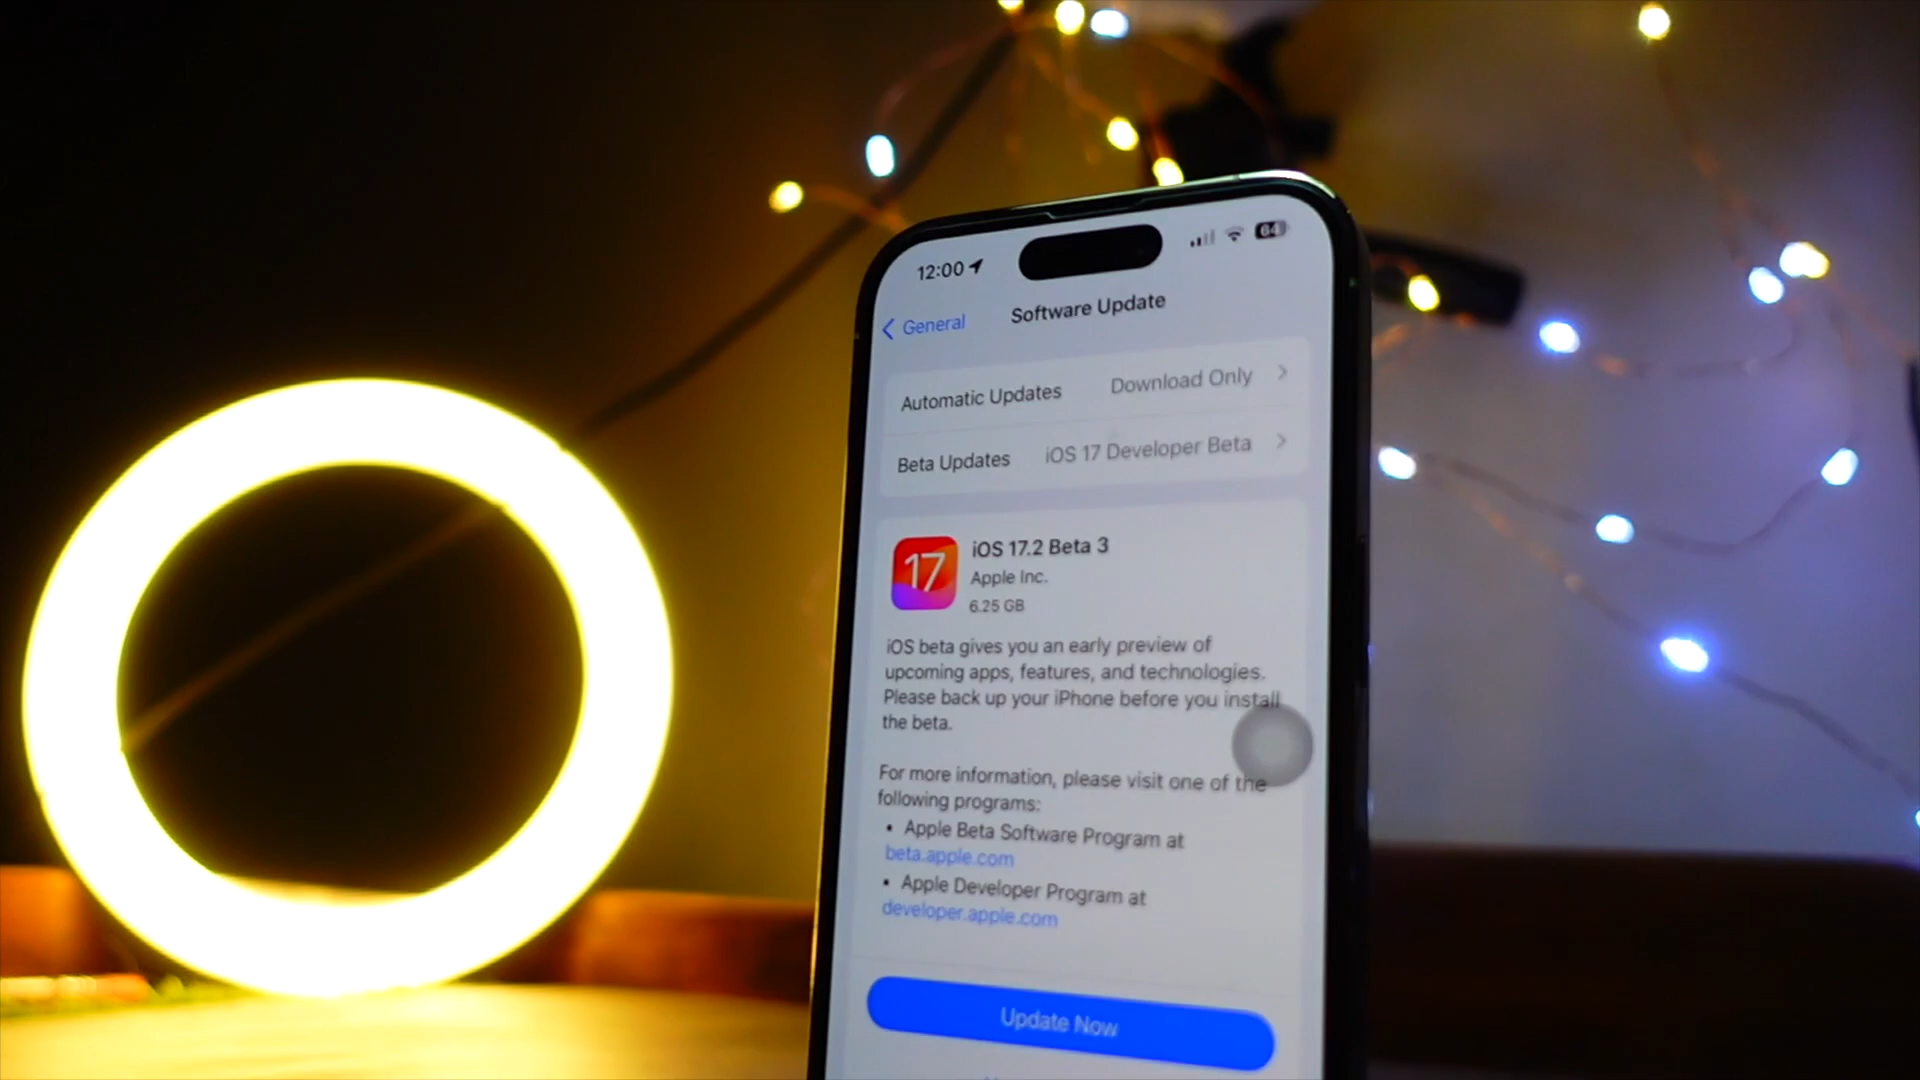 12:00
64
General
Software Update
Automatic Updates Download Only
Beta Updates iOS 17 Developer Beta
17
iOS 17.2 Beta 3
Apple Inc.
6.25 GB
iOS beta gives you an early preview of
upcoming apps, features, and technologies.
Please back up your iPhone before you install
the beta.
For more information, please visit one of the
following programs:
• Apple Beta Software Program at
beta.apple.com
• Apple Developer Program at
developer.apple.com
Update Now